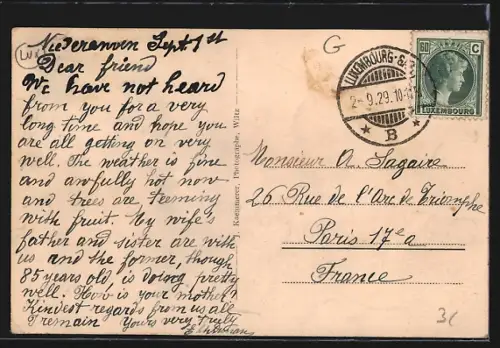 LUX
Niederanven Sept 1st
Dear friend
We have not heard
from you for a very
long time and hope you
are all getting on very
well. The weather is fine
and awfully hot now
and trees are teeming
with fruit. My wife's
father and sister are with
us and the former, though
85 years old, is doing pretty
well. How is your mother?
Kindest regards from us all
I remain Yours very truly
J. Kaemmerer, Photographe, Wiltz
G
LUXEMBOURG-
2-9.29.10-
B
60 C
LUXEMBOURG
Monsieur A. Sagaire
26 Rue de l'Arc de Triomphe
Paris 17e a
France
3£